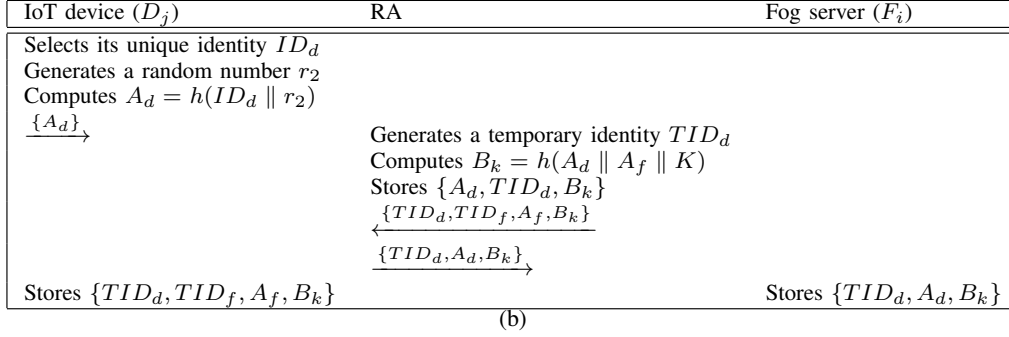 IoT device (D_j) RA Fog server (F_i)
Selects its unique identity ID_d
Generates a random number r_2
Computes A_d = h(ID_d ∥ r_2)
{A_d}
Generates a temporary identity TID_d
Computes B_k = h(A_d ∥ A_f ∥ K)
Stores {A_d, TID_d, B_k}
{TID_d,TID_f,A_f,B_k}
{TID_d,A_d,B_k}
Stores {TID_d, TID_f, A_f, B_k} Stores {TID_d, A_d, B_k}
(b)